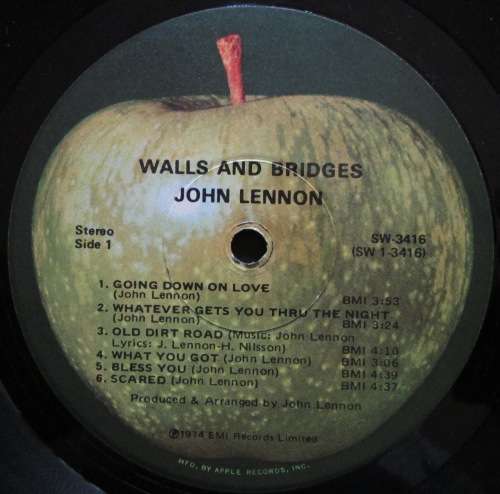 WALLS AND BRIDGES
JOHN LENNON
Stereo
Side 1
SW-3416
(SW 1-3416)
1. GOING DOWN ON LOVE
(John Lennon) BMI 3:53
2. WHATEVER GETS YOU THRU THE NIGHT
(John Lennon) BMI 3:24
3. OLD DIRT ROAD (Music: John Lennon
Lyrics: J. Lennon-H. Nilsson) BMI 4:10
4. WHAT YOU GOT (John Lennon) BMI 3:06
5. BLESS YOU (John Lennon) BMI 4:39
6. SCARED (John Lennon) BMI 4:37
Produced & Arranged by John Lennon
℗1974 EMI Records Limited
MFD. BY APPLE RECORDS, INC.